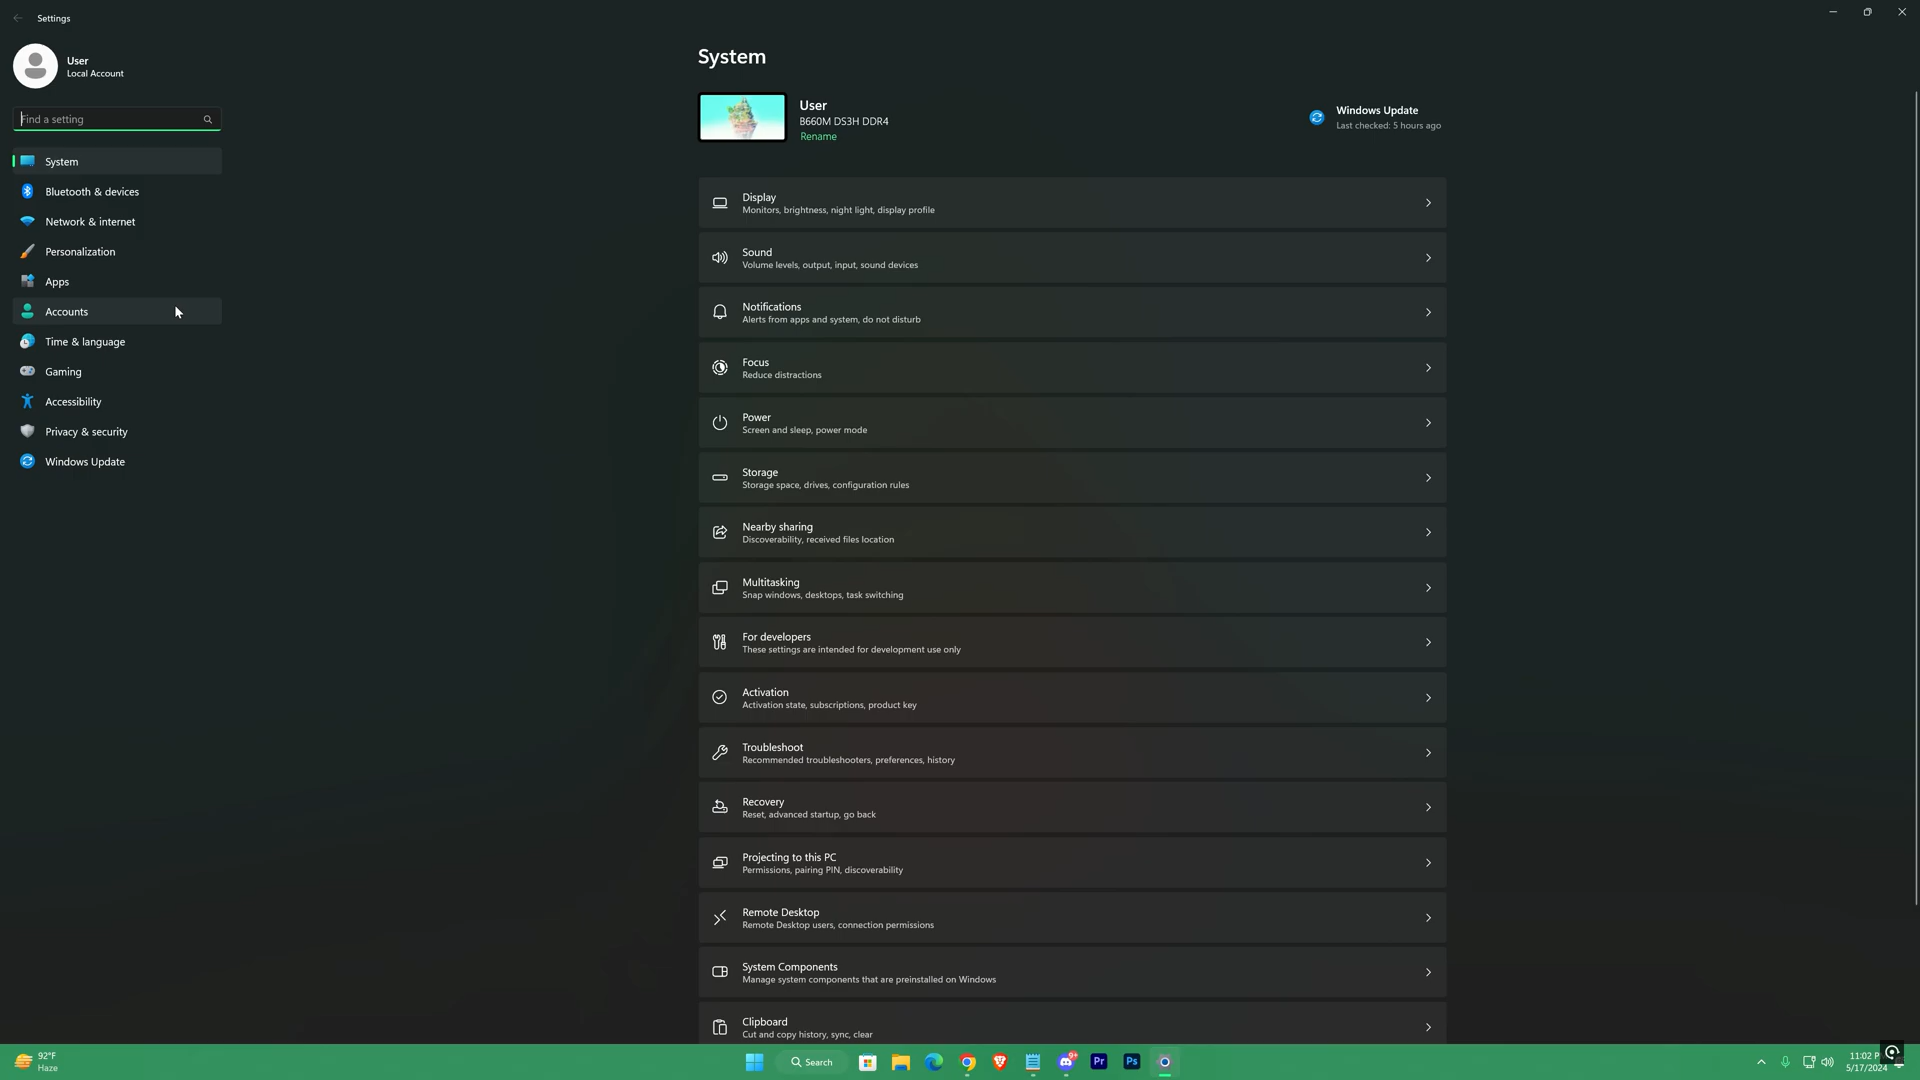 Settings
User
Local Account
Find a setting
System
Bluetooth & devices
Network & internet
Personalization
Apps
Accounts
Time & language
Gaming
Accessibility
Privacy & security
Windows Update
System
User
B660M DS3H DDR4
Rename
Windows Update
Last checked: 5 hours ago
Display
Monitors, brightness, night light, display profile
Sound
Volume levels, output, input, sound devices
Notifications
Alerts from apps and system, do not disturb
Focus
Reduce distractions
Power
Screen and sleep, power mode
Storage
Storage space, drives, configuration rules
Nearby sharing
Discoverability, received files location
Multitasking
Snap windows, desktops, task switching
For developers
These settings are intended for development use only
Activation
Activation state, subscriptions, product key
Troubleshoot
Recommended troubleshooters, preferences, history
Recovery
Reset, advanced startup, go back
Projecting to this PC
Permissions, pairing PIN, discoverability
Remote Desktop
Remote Desktop users, connection permissions
System Components
Manage system components that are preinstalled on Windows
Clipboard
Cut and copy history, sync, clear
92°F
Haze
Search
9+
Pr
Ps
11:02 P
5/17/2024